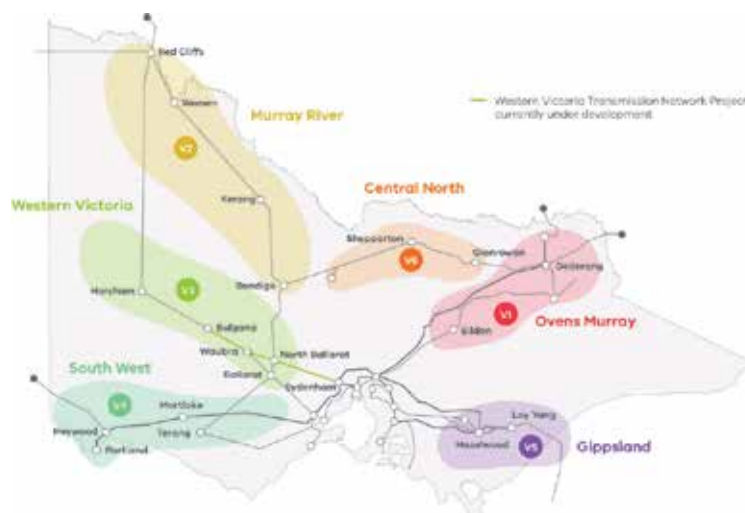 Red Cliffs
Wemen
Murray River
Western Victoria Transmission Network Project
currently under development
V2
Central North
Kerang
Western Victoria
Shepparton
Glenrowan
V6
Dederang
Horsham
V3
Bendigo
V1
Ovens Murray
Eildon
Bulgana
Waubra
North Ballarat
South West
Ballarat
Sydenham
V4
Mortlake
Loy Yang
Heywood
Terang
Hazelwood
Portland
V5
Gippsland